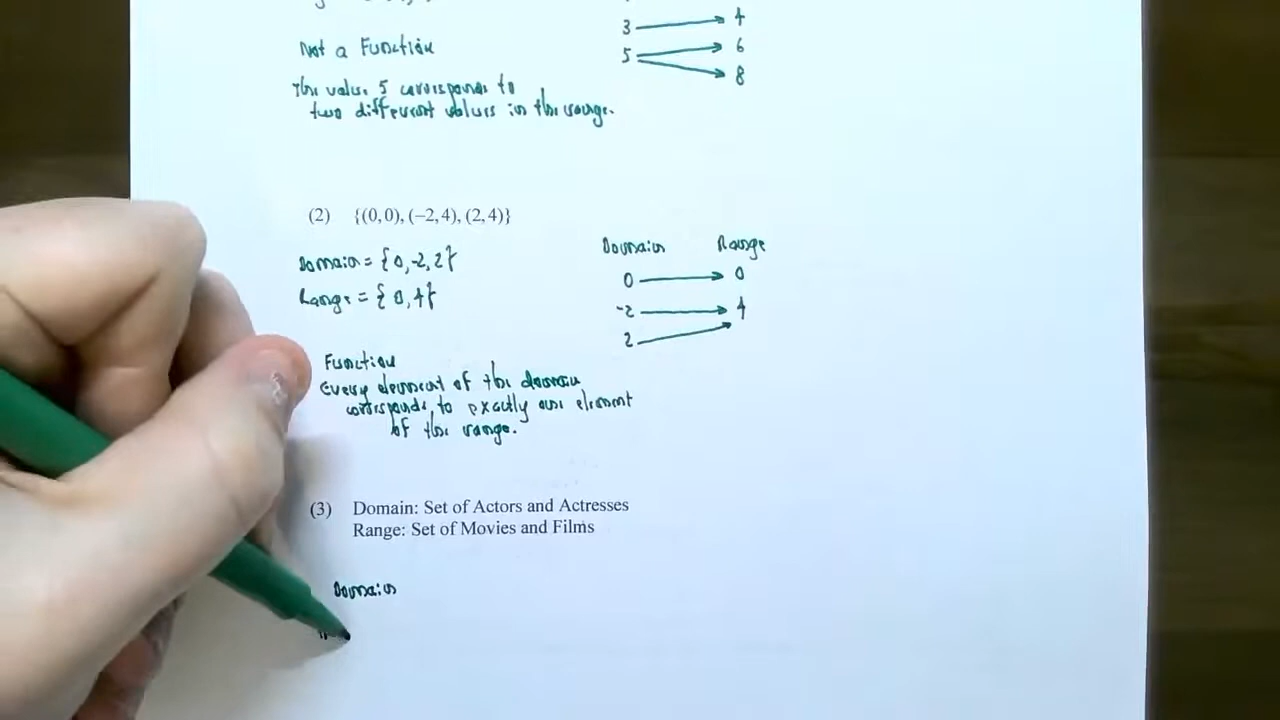 3 → 4
Not a Function
5 → 6
8
The value 5 corresponds to
two different values in the range.
(2) {(0,0), (−2,4), (2,4)}
Domain Range
Domain = {0,-2,2}
0 → 0
Range = {0,4}
-2 → 4
2
Function
Every element of the domain
corresponds to exactly one element
of the range.
(3) Domain: Set of Actors and Actresses
Range: Set of Movies and Films
Domain